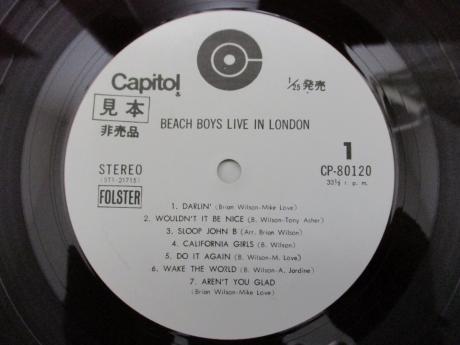 Capitol 1/25 発売
見本
非売品
BEACH BOYS LIVE IN LONDON
1
STEREO CP-80120
(ST1-21715) 33⅓ r. p. m.
FOLSTER
1. DARLIN' (Brian Wilson-Mike Love)
2. WOULDN'T IT BE NICE (B. Wilson-Tony Asher)
3. SLOOP JOHN B (Arr. Brian Wilson)
4. CALIFORNIA GIRLS (B. Wilson)
5. DO IT AGAIN (B. Wilson-M. Love)
6. WAKE THE WORLD (B. Wilson-A. Jardine)
7. AREN'T YOU GLAD
(Brian Wilson-Mike Love)